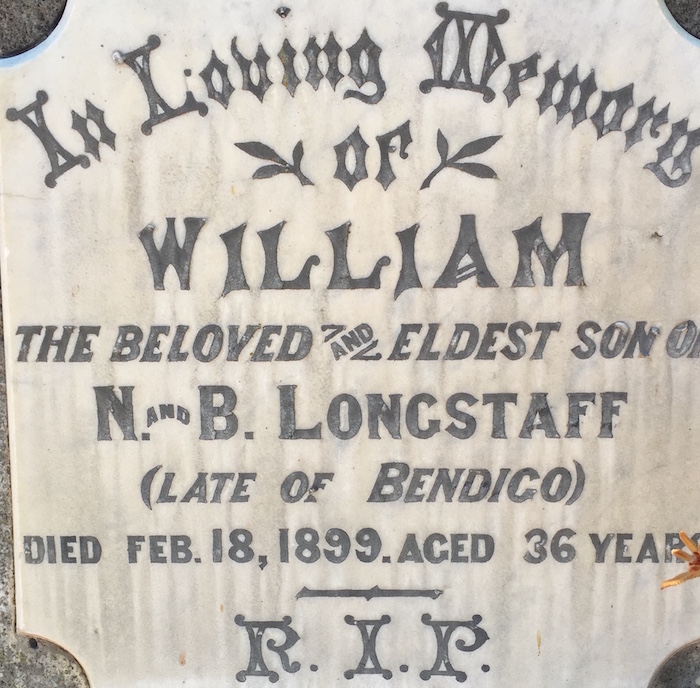 In Loving Memory
OF
WILLIAM
THE BELOVED AND ELDEST SON OF
N. AND B. LONGSTAFF
(LATE OF BENDIGO)
DIED FEB. 18, 1899. AGED 36 YEARS
R. I. P.